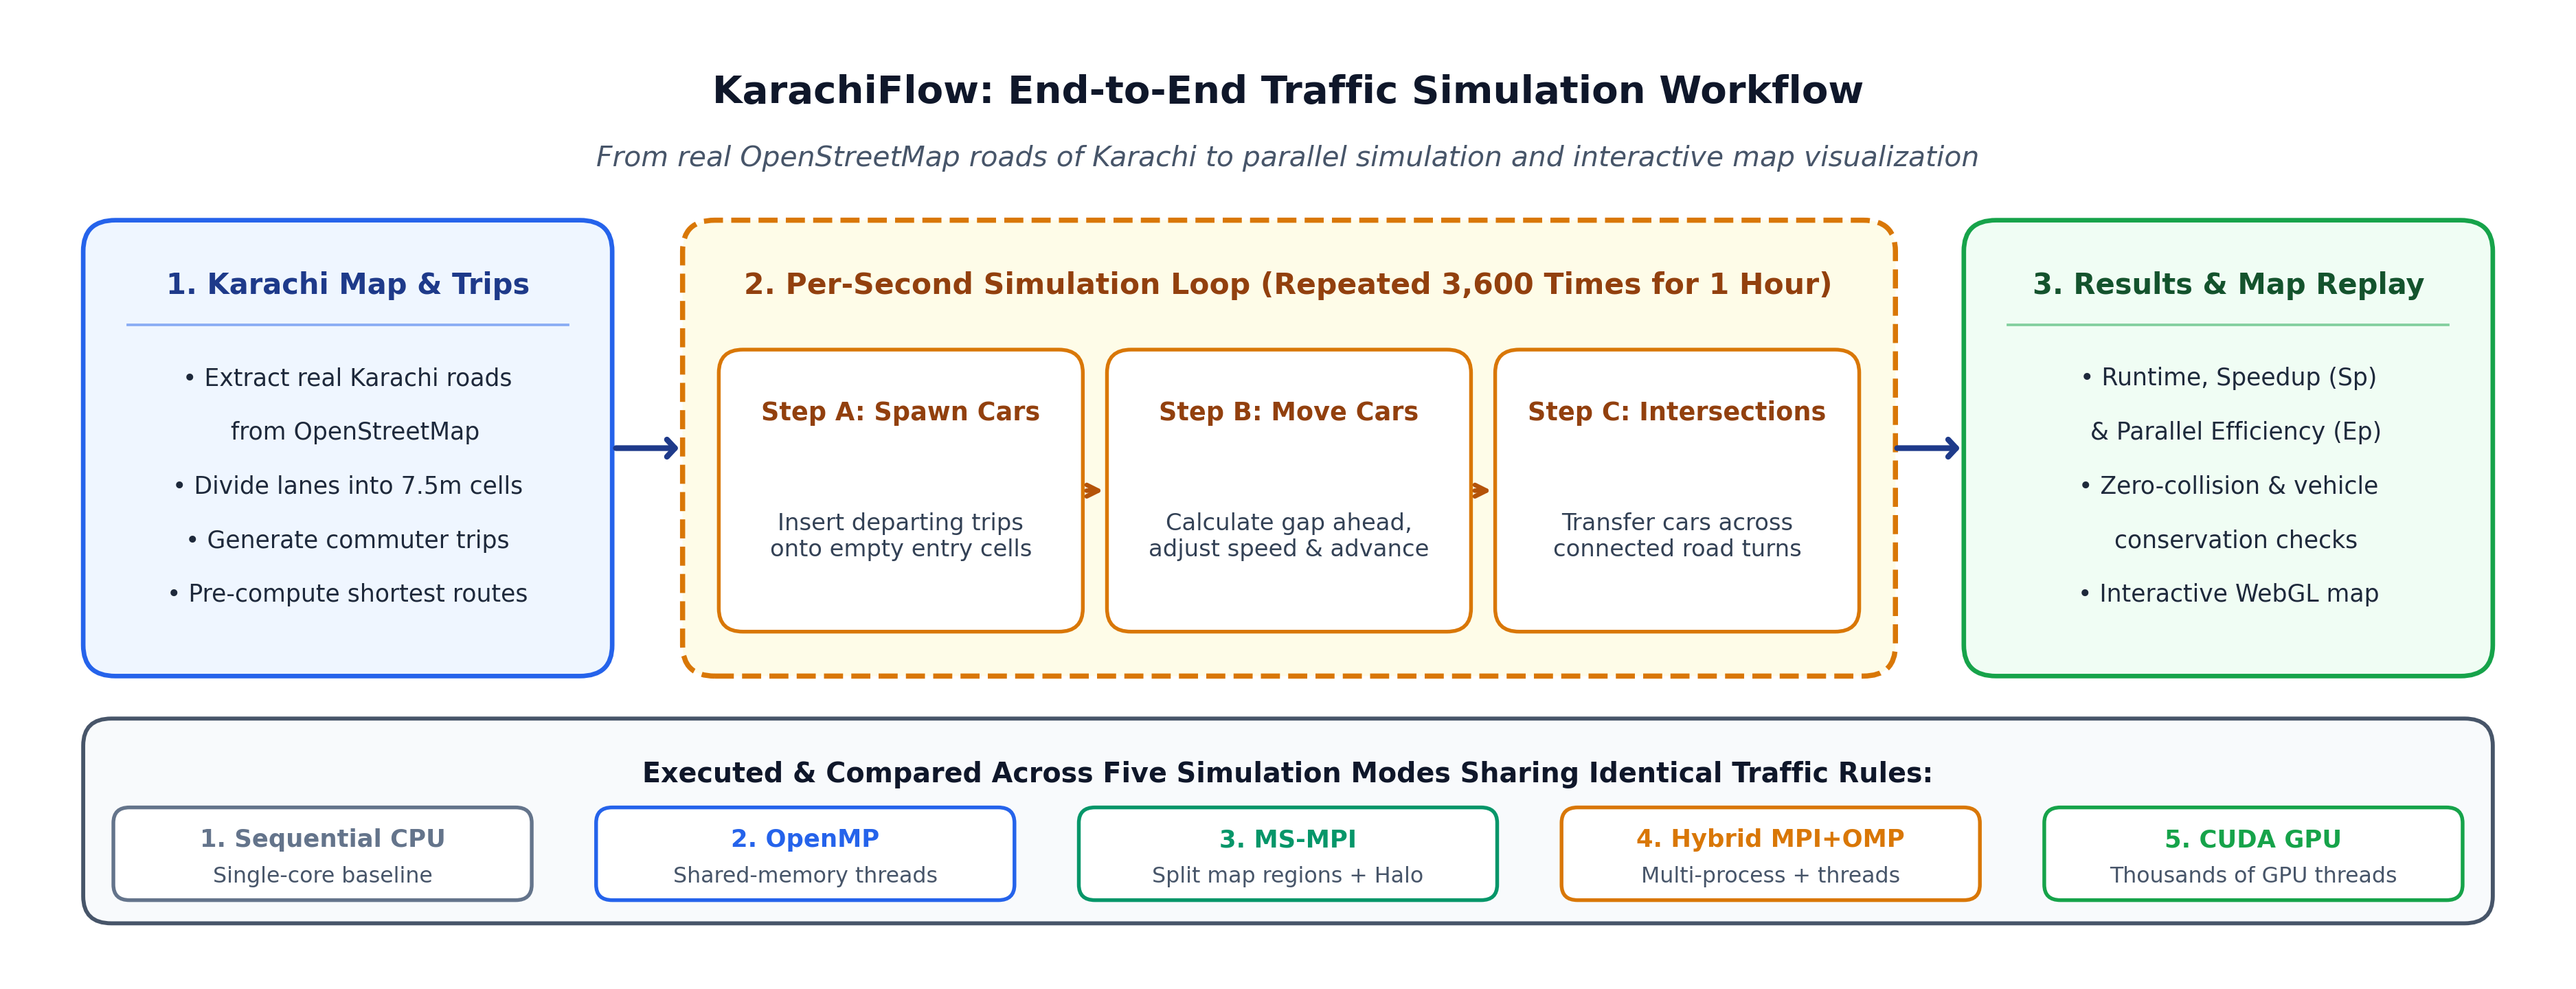 KarachiFlow: End-to-End Traffic Simulation Workflow
From real OpenStreetMap roads of Karachi to parallel simulation and interactive map visualization
1. Karachi Map & Trips
• Extract real Karachi roads
from OpenStreetMap
• Divide lanes into 7.5m cells
• Generate commuter trips
• Pre-compute shortest routes
2. Per-Second Simulation Loop (Repeated 3,600 Times for 1 Hour)
Step A: Spawn Cars
Insert departing trips
onto empty entry cells
Step B: Move Cars
Calculate gap ahead,
adjust speed & advance
Step C: Intersections
Transfer cars across
connected road turns
3. Results & Map Replay
• Runtime, Speedup (Sp)
& Parallel Efficiency (Ep)
• Zero-collision & vehicle
conservation checks
• Interactive WebGL map
Executed & Compared Across Five Simulation Modes Sharing Identical Traffic Rules:
1. Sequential CPU
Single-core baseline
2. OpenMP
Shared-memory threads
3. MS-MPI
Split map regions + Halo
4. Hybrid MPI+OMP
Multi-process + threads
5. CUDA GPU
Thousands of GPU threads